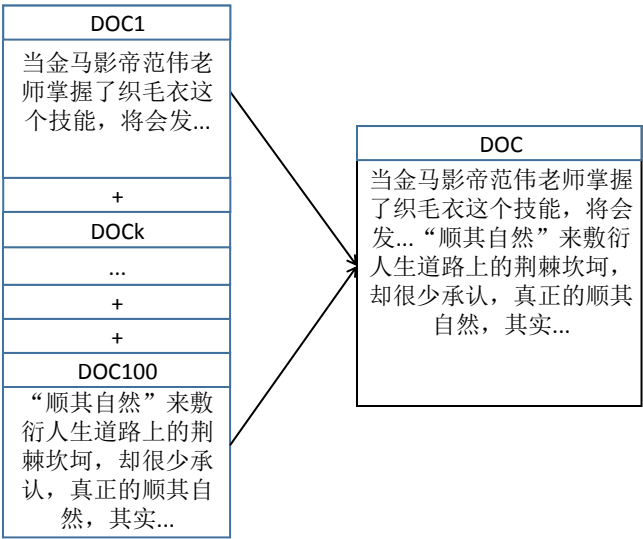 DOC1
当金马影帝范伟老
师掌握了织毛衣这
个技能，将会发...
+
DOCk
...
+
+
DOC100
“顺其自然”来敷
衍人生道路上的荆
棘坎坷，却很少承
认，真正的顺其自
然，其实...
DOC
当金马影帝范伟老师掌握
了织毛衣这个技能，将会
发...“顺其自然”来敷衍
人生道路上的荆棘坎坷，
却很少承认，真正的顺其
自然，其实...